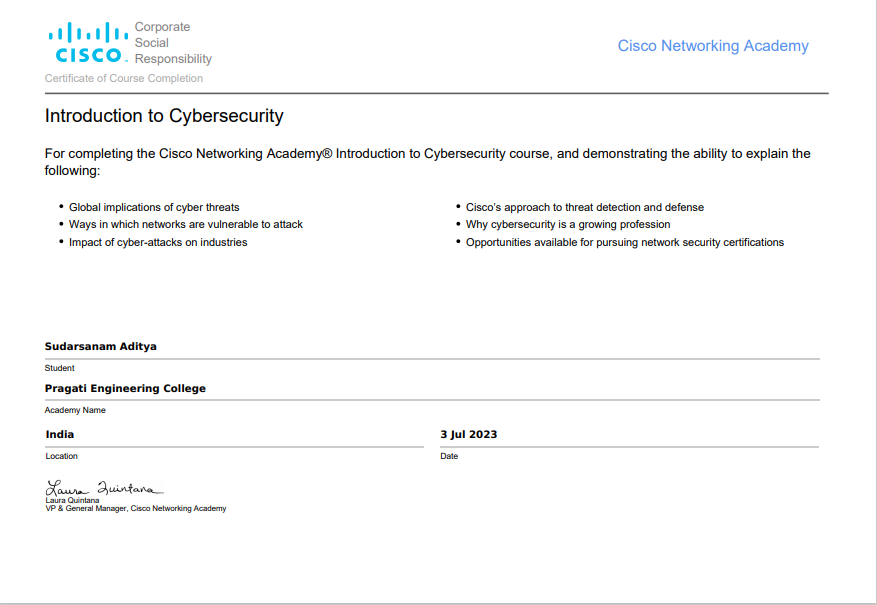 CISCO
Corporate
Social
Responsibility
Cisco Networking Academy
Certificate of Course Completion
Introduction to Cybersecurity
For completing the Cisco Networking Academy® Introduction to Cybersecurity course, and demonstrating the ability to explain the
following:
• Global implications of cyber threats
• Ways in which networks are vulnerable to attack
• Impact of cyber-attacks on industries
• Cisco's approach to threat detection and defense
• Why cybersecurity is a growing profession
• Opportunities available for pursuing network security certifications
Sudarsanam Aditya
Student
Pragati Engineering College
Academy Name
India
Location
3 Jul 2023
Date
Laura Quintana
Laura Quintana
VP & General Manager, Cisco Networking Academy